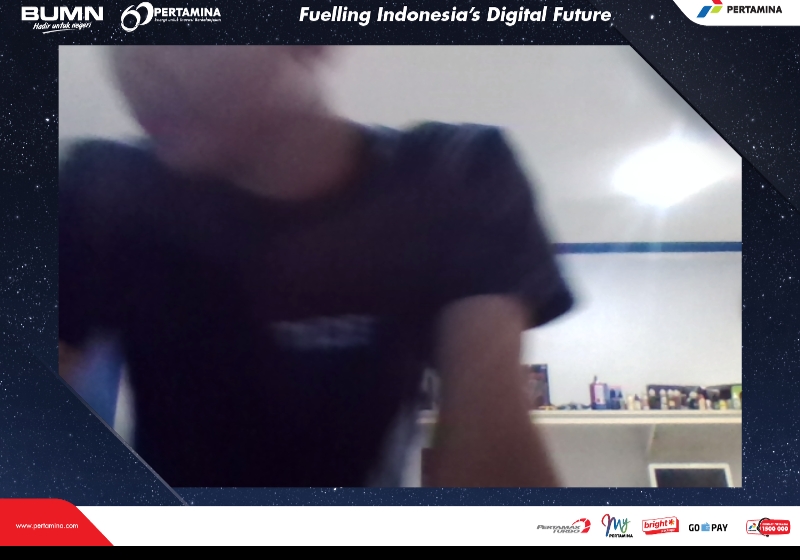 BUMN
Hadir untuk negeri
60 PERTAMINA
Fuelling Indonesia's Digital Future
PERTAMINA
www.pertamina.com
PERTAMAX TURBO
My
PERTAMINA
bright
GO PAY
1500 000